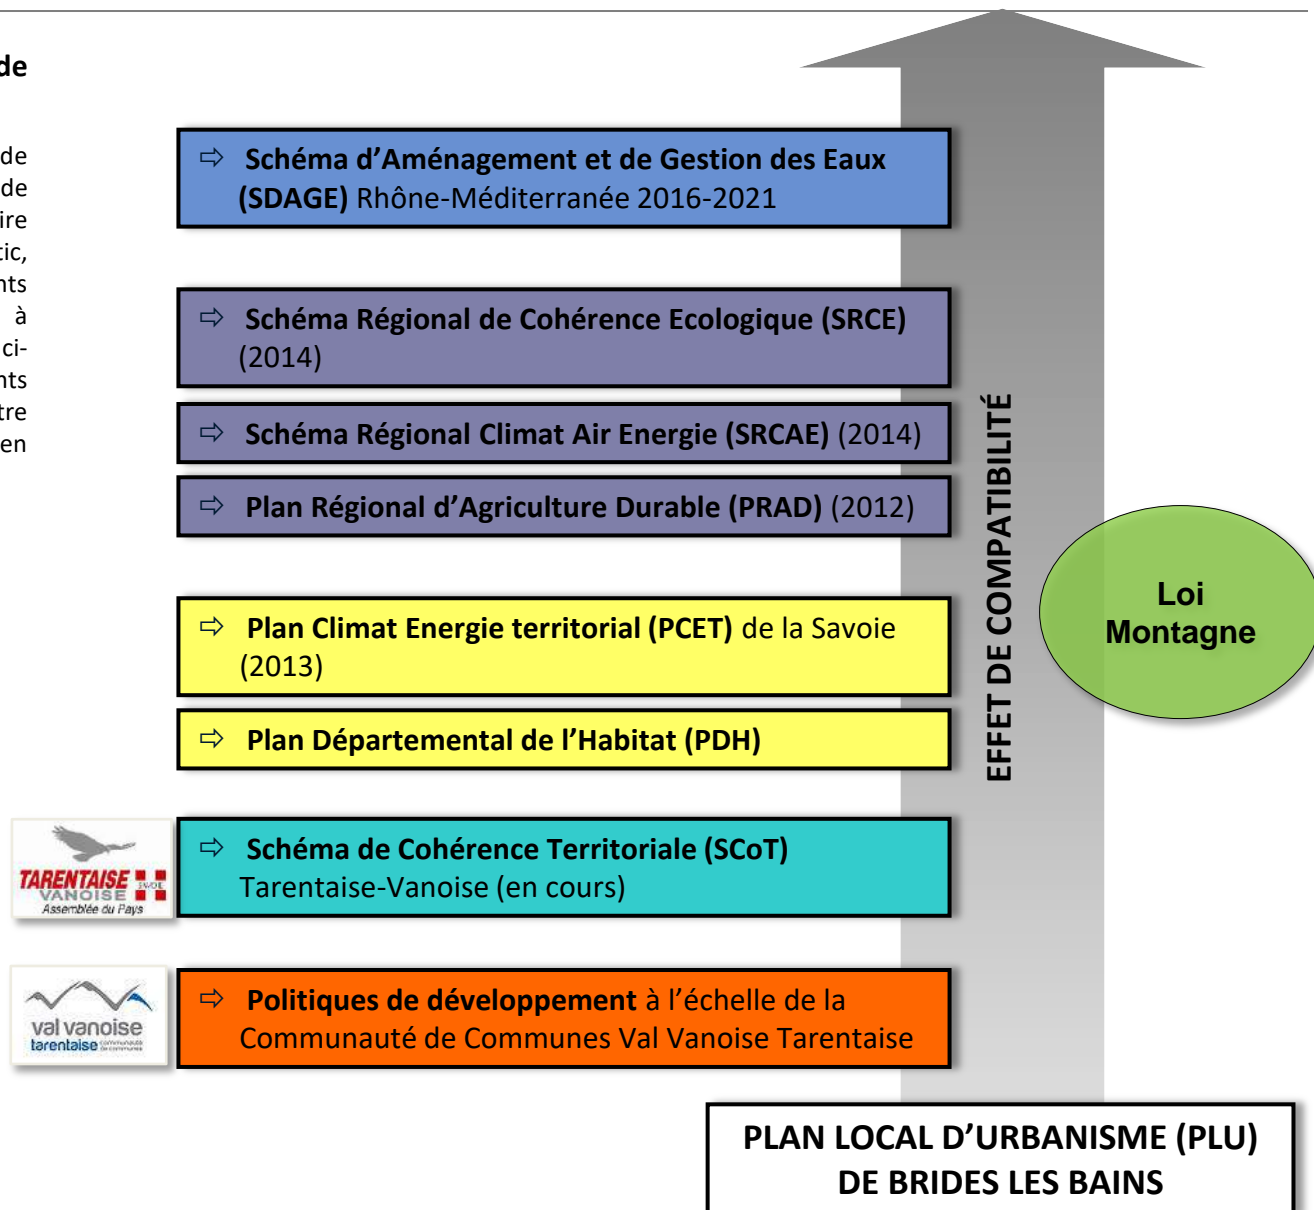 de
de
de
ire
tic,
nts
à
ci-
nts
tre
en
⇨ Schéma d’Aménagement et de Gestion des Eaux
(SDAGE) Rhône-Méditerranée 2016-2021
⇨ Schéma Régional de Cohérence Ecologique (SRCE)
(2014)
⇨ Schéma Régional Climat Air Energie (SRCAE) (2014)
⇨ Plan Régional d’Agriculture Durable (PRAD) (2012)
⇨ Plan Climat Energie territorial (PCET) de la Savoie
(2013)
⇨ Plan Départemental de l’Habitat (PDH)
TARENTAISE
VANOISE
SAVOIE
Assemblée du Pays
⇨ Schéma de Cohérence Territoriale (SCoT)
Tarentaise-Vanoise (en cours)
val vanoise
tarentaise
communauté
de communes
⇨ Politiques de développement à l’échelle de la
Communauté de Communes Val Vanoise Tarentaise
EFFET DE COMPATIBILITÉ
Loi
Montagne
PLAN LOCAL D’URBANISME (PLU)
DE BRIDES LES BAINS